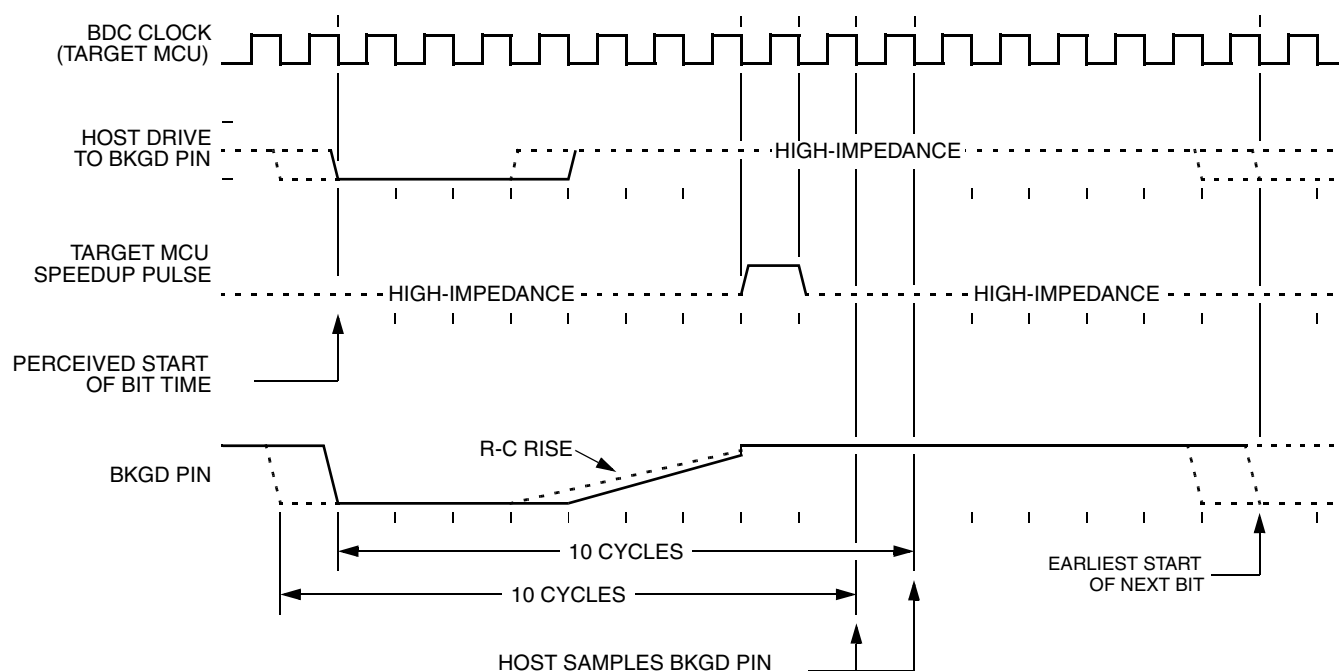 BDC CLOCK
(TARGET MCU)
HOST DRIVE
TO BKGD PIN
HIGH-IMPEDANCE
TARGET MCU
SPEEDUP PULSE
HIGH-IMPEDANCE
HIGH-IMPEDANCE
PERCEIVED START
OF BIT TIME
R-C RISE
BKGD PIN
10 CYCLES
10 CYCLES
EARLIEST START
OF NEXT BIT
HOST SAMPLES BKGD PIN